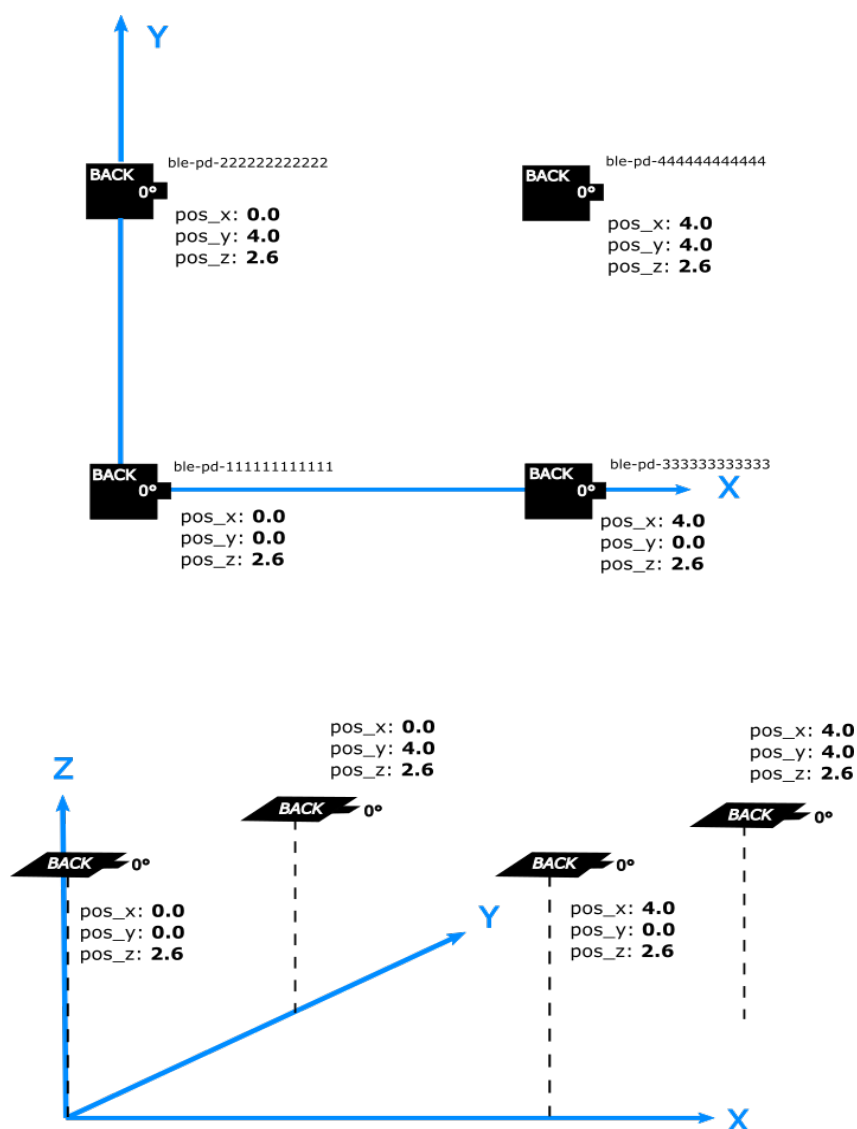 Y
BACK
0°
ble-pd-222222222222
pos_x: 0.0
pos_y: 4.0
pos_z: 2.6
BACK
0°
ble-pd-444444444444
pos_x: 4.0
pos_y: 4.0
pos_z: 2.6
BACK
0°
ble-pd-111111111111
pos_x: 0.0
pos_y: 0.0
pos_z: 2.6
BACK
0°
ble-pd-333333333333
X
pos_x: 4.0
pos_y: 0.0
pos_z: 2.6
pos_x: 0.0
pos_y: 4.0
pos_z: 2.6
pos_x: 4.0
pos_y: 4.0
pos_z: 2.6
Z
BACK
0°
BACK
0°
BACK
0°
BACK
0°
pos_x: 0.0
pos_y: 0.0
pos_z: 2.6
Y
pos_x: 4.0
pos_y: 0.0
pos_z: 2.6
X